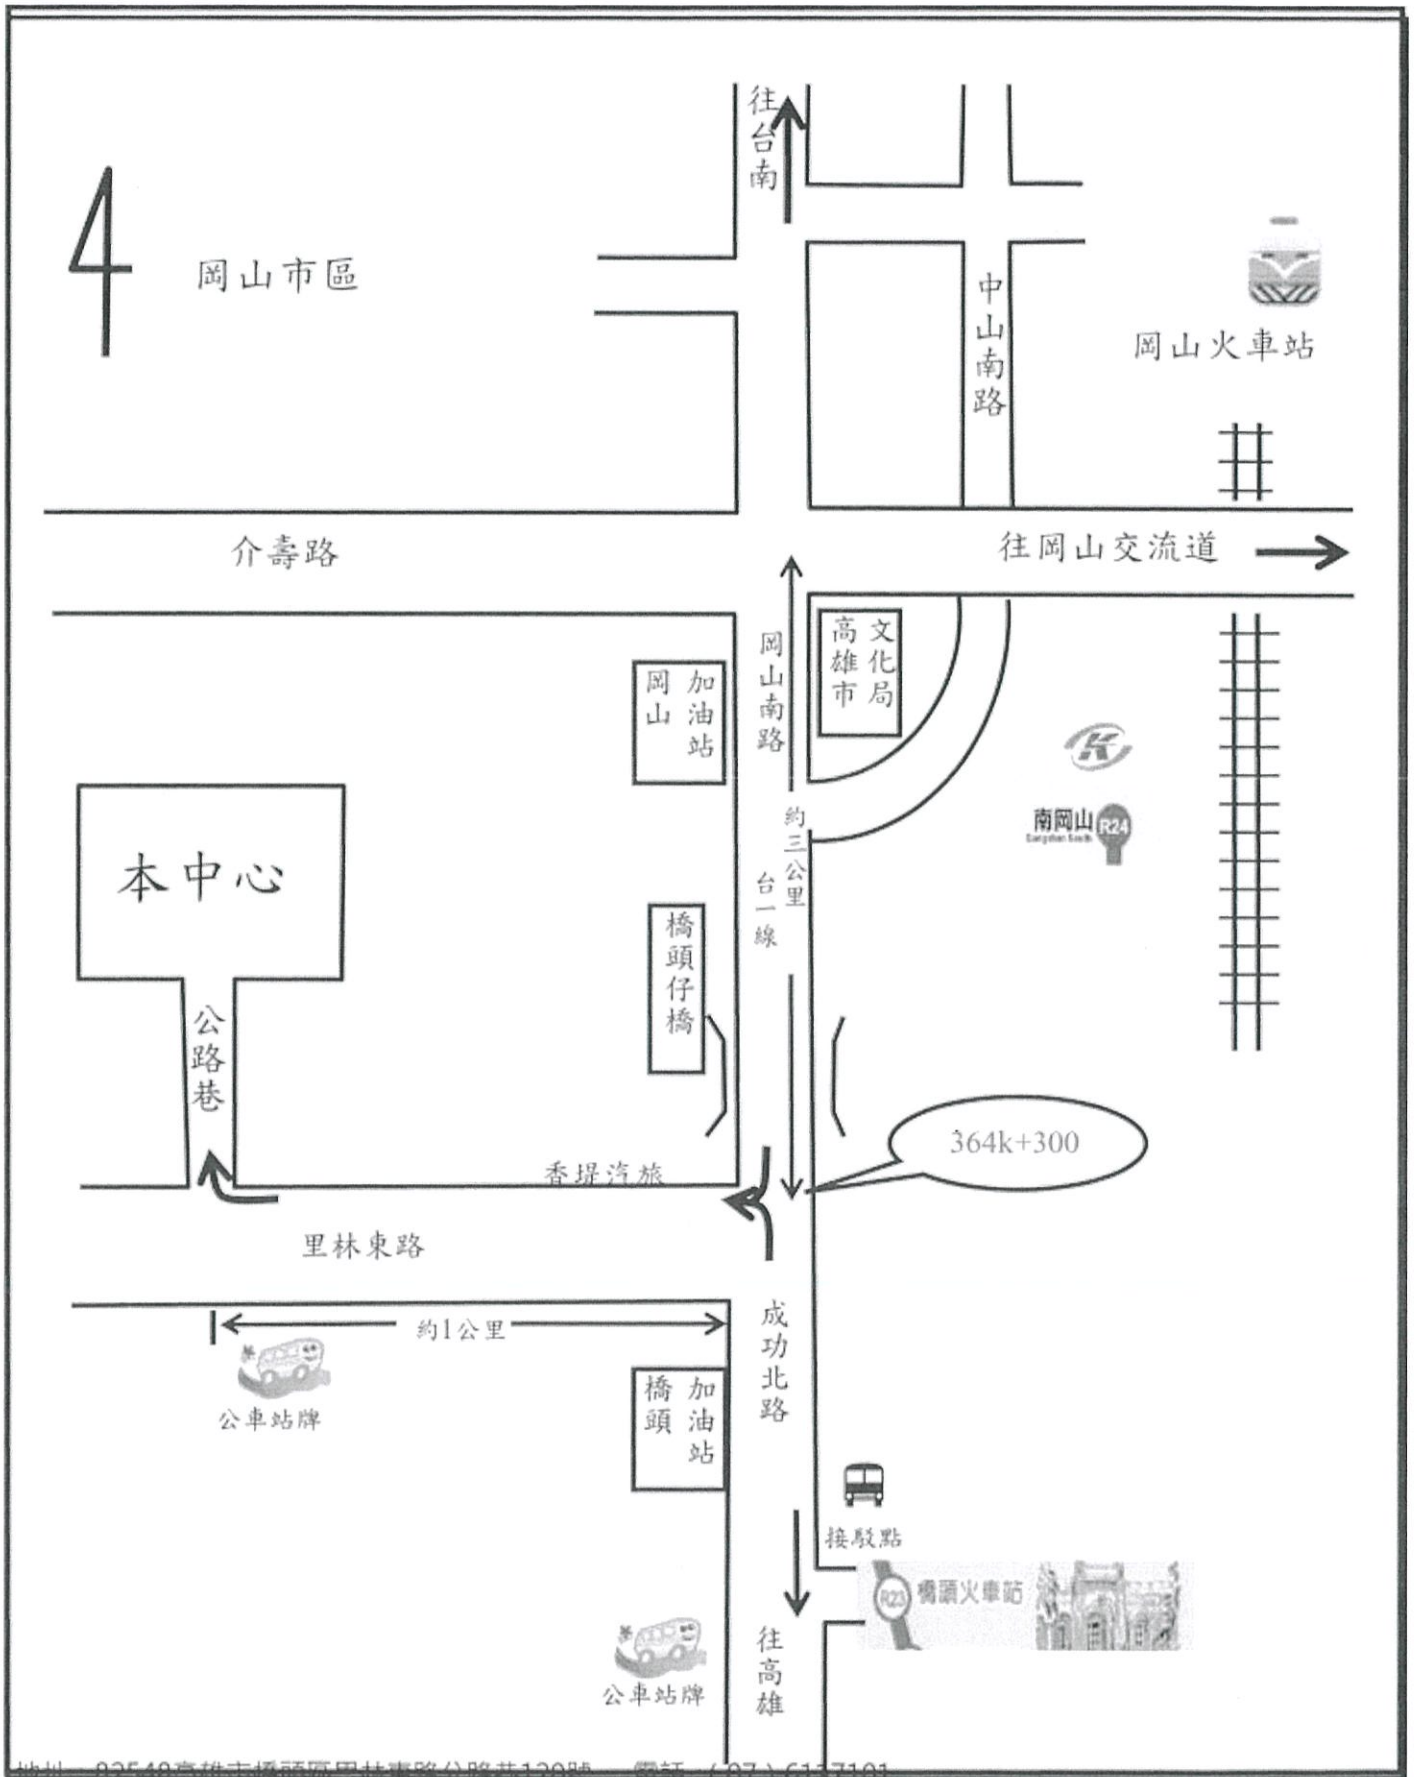 往台南
岡山市區
中山南路
岡山火車站
介壽路
往岡山交流道
岡山南路
高雄市
文化局
岡山
加油站
南岡山
R24
約三公里
台一線
本中心
橋頭仔橋
公路巷
364k+300
香堤汽旅
里林東路
約1公里
成功北路
公車站牌
橋頭
加油站
接駁點
R23
橋頭火車站
公車站牌
往高雄